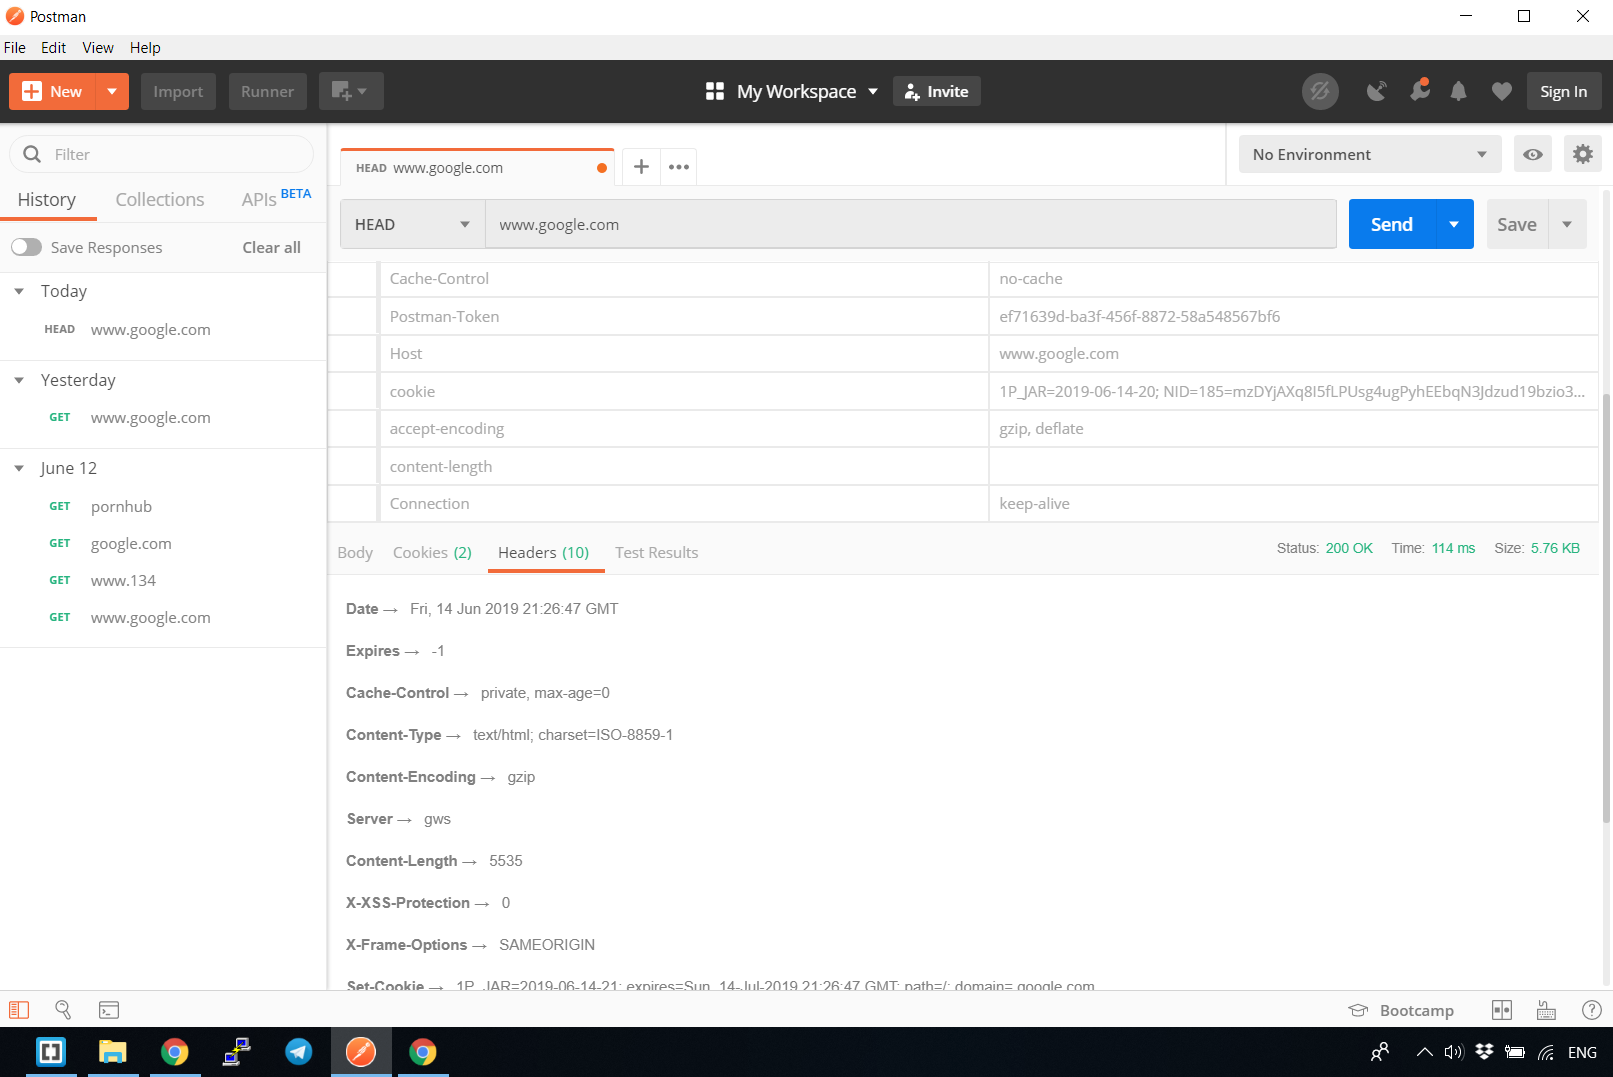 Postman
File Edit View Help
New Import Runner My Workspace Invite Sign In
Filter
HEAD www.google.com
No Environment
History Collections APIs BETA
HEAD www.google.com Send Save
Save Responses Clear all
Today
HEAD www.google.com
Yesterday
GET www.google.com
June 12
GET pornhub
GET google.com
GET www.134
GET www.google.com
Cache-Control no-cache
Postman-Token ef71639d-ba3f-456f-8872-58a548567bf6
Host www.google.com
cookie 1P_JAR=2019-06-14-20; NID=185=mzDYjAXq8I5fLPUsg4ugPyhEEbqN3Jdzud19bzio3...
accept-encoding gzip, deflate
content-length
Connection keep-alive
Body Cookies (2) Headers (10) Test Results Status: 200 OK Time: 114 ms Size: 5.76 KB
Date → Fri, 14 Jun 2019 21:26:47 GMT
Expires → -1
Cache-Control → private, max-age=0
Content-Type → text/html; charset=ISO-8859-1
Content-Encoding → gzip
Server → gws
Content-Length → 5535
X-XSS-Protection → 0
X-Frame-Options → SAMEORIGIN
Set-Cookie → 1P_JAR=2019-06-14-21; expires=Sun, 14-Jul-2019 21:26:47 GMT; path=/; domain=.google.com
Bootcamp
ENG